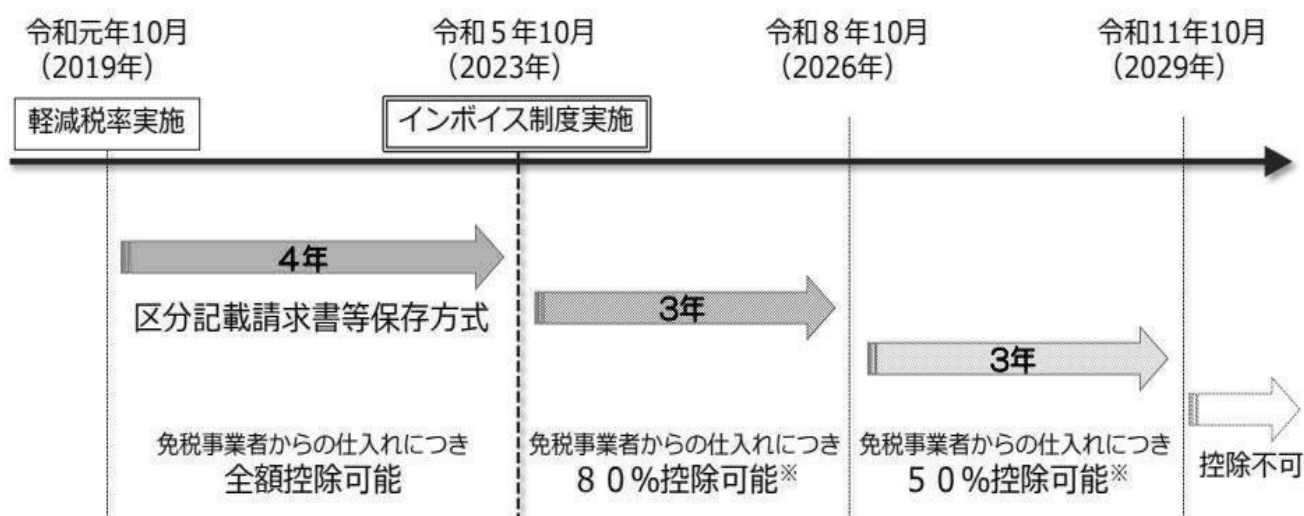 令和元年10月
(2019年)
令和５年10月
(2023年)
令和８年10月
(2026年)
令和11年10月
(2029年)
軽減税率実施
インボイス制度実施
４年
区分記載請求書等保存方式
３年
３年
免税事業者からの仕入れにつき
全額控除可能
免税事業者からの仕入れにつき
８０％控除可能※
免税事業者からの仕入れにつき
５０％控除可能※
控除不可